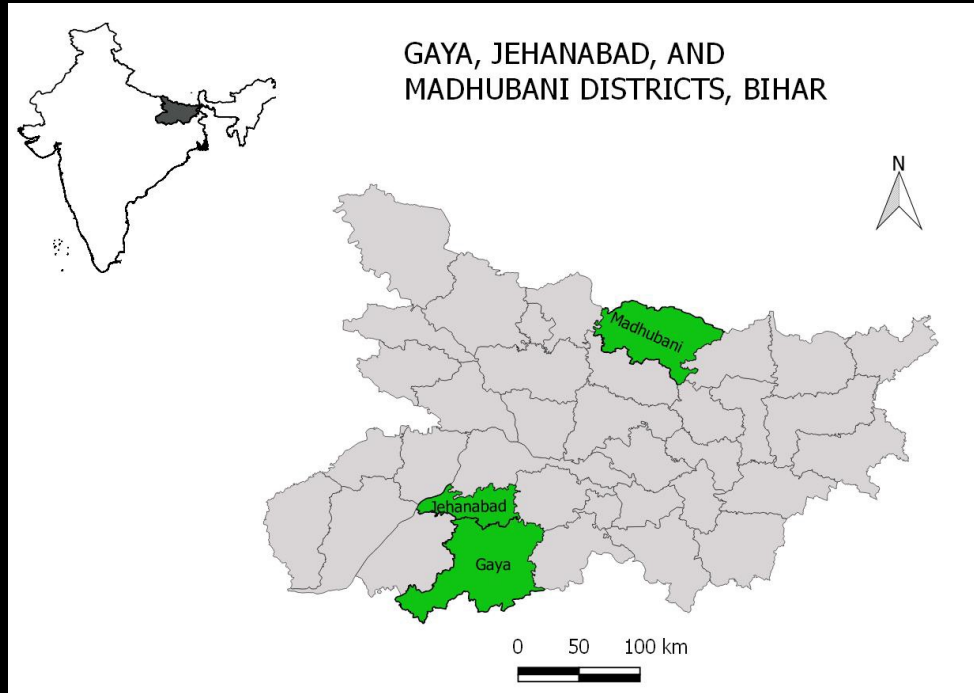 GAYA, JEHANABAD, AND
MADHUBANI DISTRICTS, BIHAR
N
Madhubani
Jehanabad
Gaya
0 50 100 km